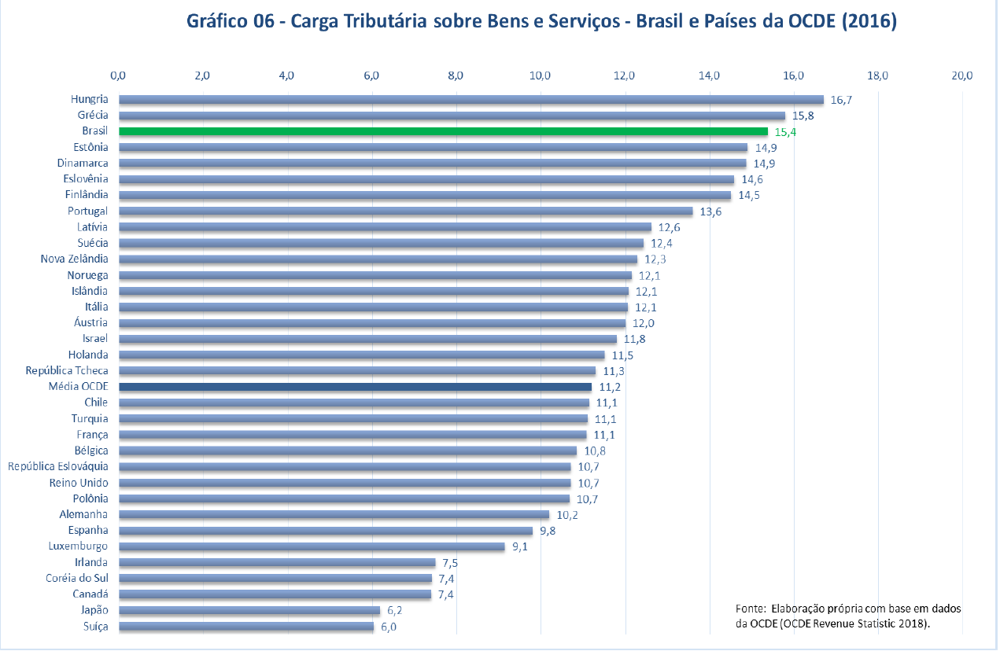 Gráfico 06 - Carga Tributária sobre Bens e Serviços - Brasil e Países da OCDE (2016)
0,0 2,0 4,0 6,0 8,0 10,0 12,0 14,0 16,0 18,0 20,0
Hungria 16,7
Grécia 15,8
Brasil 15,4
Estônia 14,9
Dinamarca 14,9
Eslovênia 14,6
Finlândia 14,5
Portugal 13,6
Latívia 12,6
Suécia 12,4
Nova Zelândia 12,3
Noruega 12,1
Islândia 12,1
Itália 12,1
Áustria 12,0
Israel 11,8
Holanda 11,5
República Tcheca 11,3
Média OCDE 11,2
Chile 11,1
Turquia 11,1
França 11,1
Bélgica 10,8
República Eslováquia 10,7
Reino Unido 10,7
Polônia 10,7
Alemanha 10,2
Espanha 9,8
Luxemburgo 9,1
Irlanda 7,5
Coréia do Sul 7,4
Canadá 7,4
Japão 6,2
Suíça 6,0
Fonte: Elaboração própria com base em dados
da OCDE (OCDE Revenue Statistic 2018).